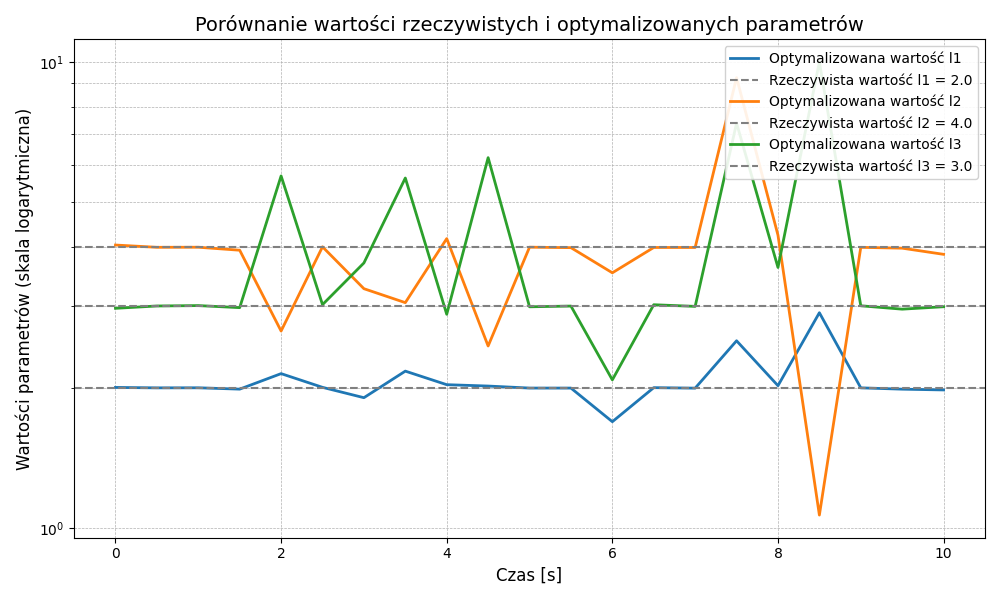 Porównanie wartości rzeczywistych i optymalizowanych parametrów
Wartości parametrów (skala logarytmiczna)
10¹
10⁰
Optymalizowana wartość l1
Rzeczywista wartość l1 = 2.0
Optymalizowana wartość l2
Rzeczywista wartość l2 = 4.0
Optymalizowana wartość l3
Rzeczywista wartość l3 = 3.0
0 2 4 6 8 10
Czas [s]